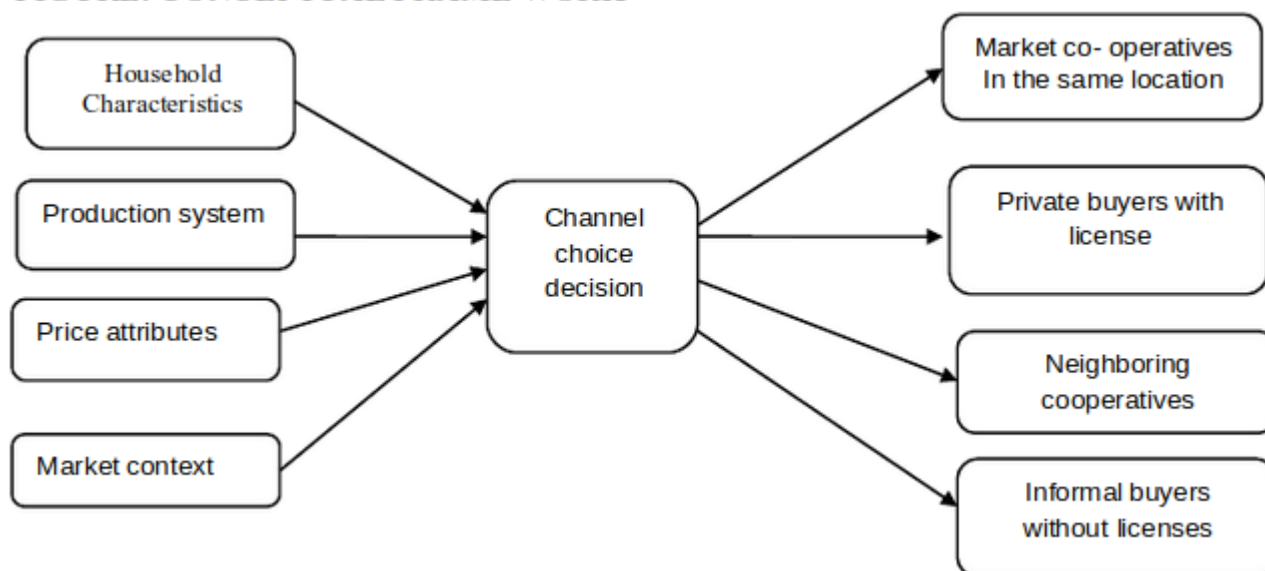 Household
Characteristics
Production system
Price attributes
Market context
Channel
choice
decision
Market co- operatives
In the same location
Private buyers with
license
Neighboring
cooperatives
Informal buyers
without licenses